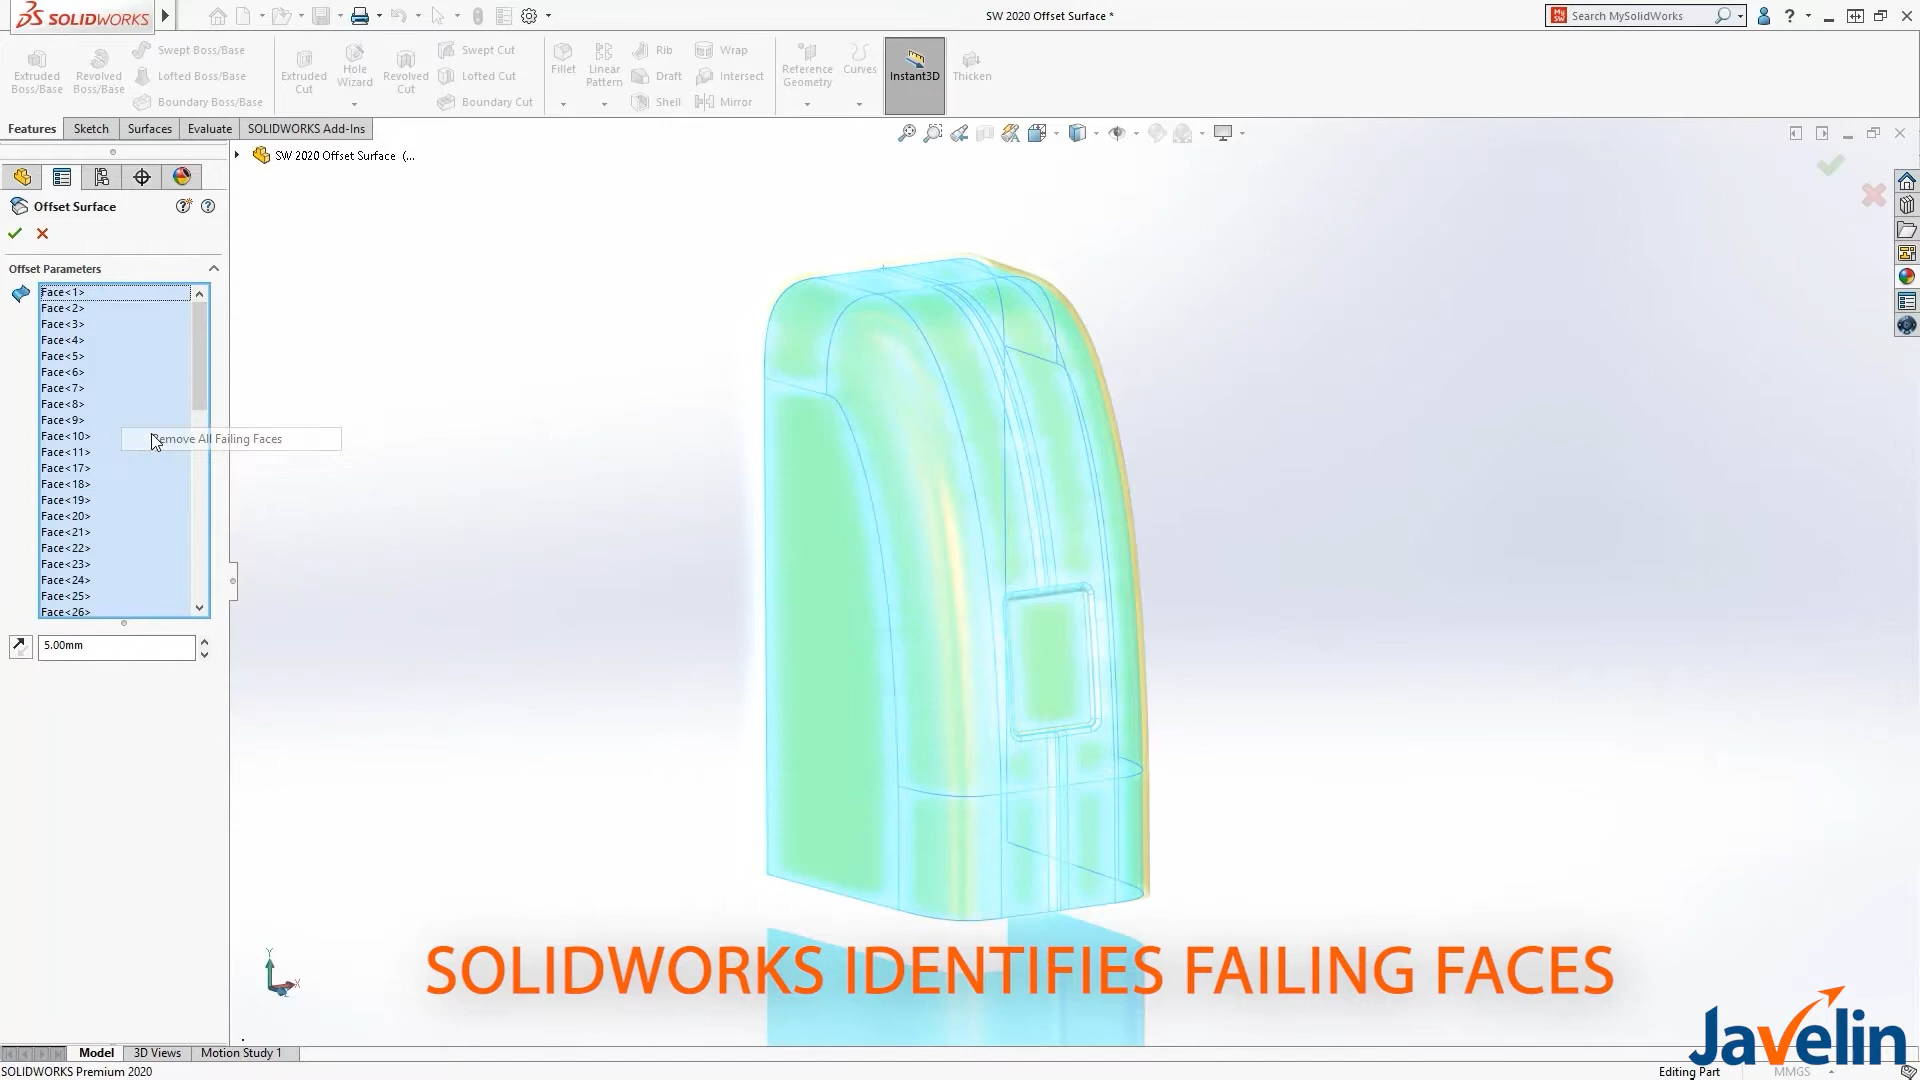 SOLIDWORKS
SW 2020 Offset Surface *
Search MySolidWorks
Extruded Boss/Base
Revolved Boss/Base
Swept Boss/Base
Lofted Boss/Base
Boundary Boss/Base
Extruded Cut
Hole Wizard
Revolved Cut
Swept Cut
Lofted Cut
Boundary Cut
Fillet
Linear Pattern
Rib
Draft
Shell
Wrap
Intersect
Mirror
Reference Geometry
Curves
Instant3D
Thicken
Features
Sketch
Surfaces
Evaluate
SOLIDWORKS Add-Ins
SW 2020 Offset Surface (...
Offset Surface
Offset Parameters
Face<1>
Face<2>
Face<3>
Face<4>
Face<5>
Face<6>
Face<7>
Face<8>
Face<9>
Face<10>
Face<11>
Face<17>
Face<18>
Face<19>
Face<20>
Face<21>
Face<22>
Face<23>
Face<24>
Face<25>
Face<26>
Remove All Failing Faces
5.00mm
Y
X
SOLIDWORKS IDENTIFIES FAILING FACES
Javelin
Model
3D Views
Motion Study 1
SOLIDWORKS Premium 2020
Editing Part
MMGS